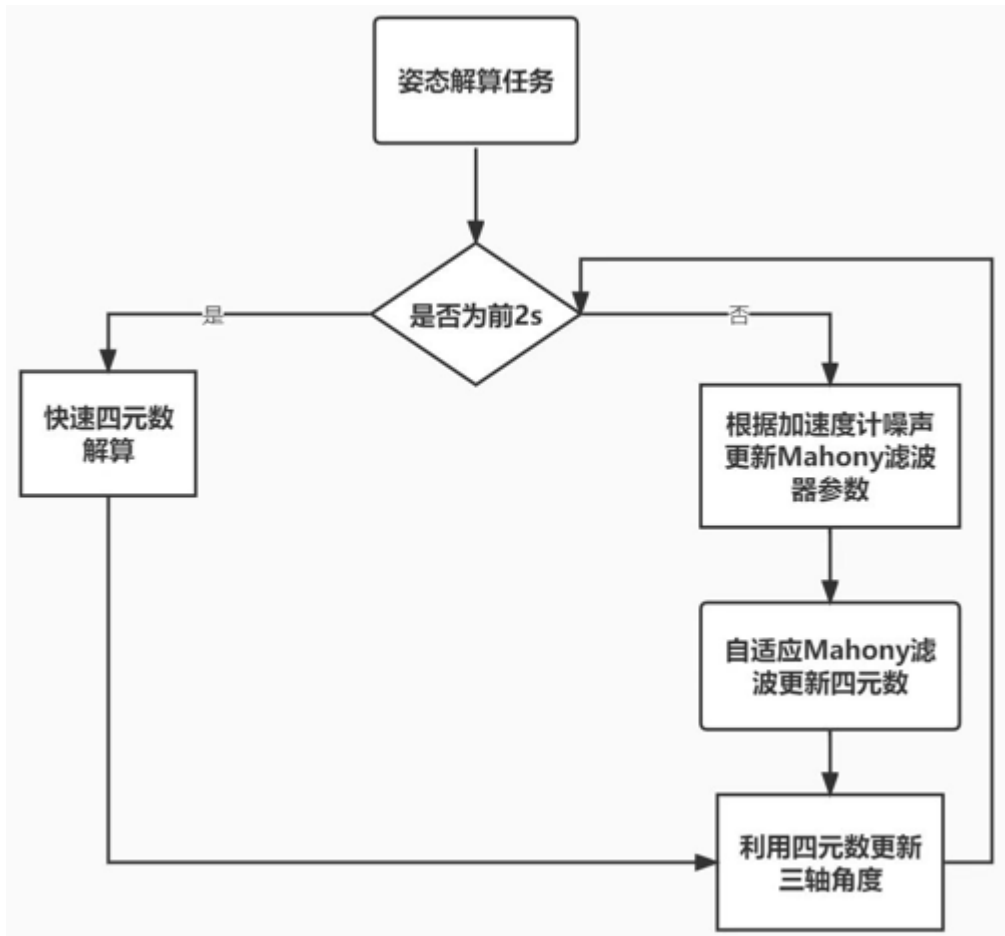 姿态解算任务
是否为前2s
是
否
快速四元数
解算
根据加速度计噪声
更新Mahony滤波
器参数
自适应Mahony滤
波更新四元数
利用四元数更新
三轴角度